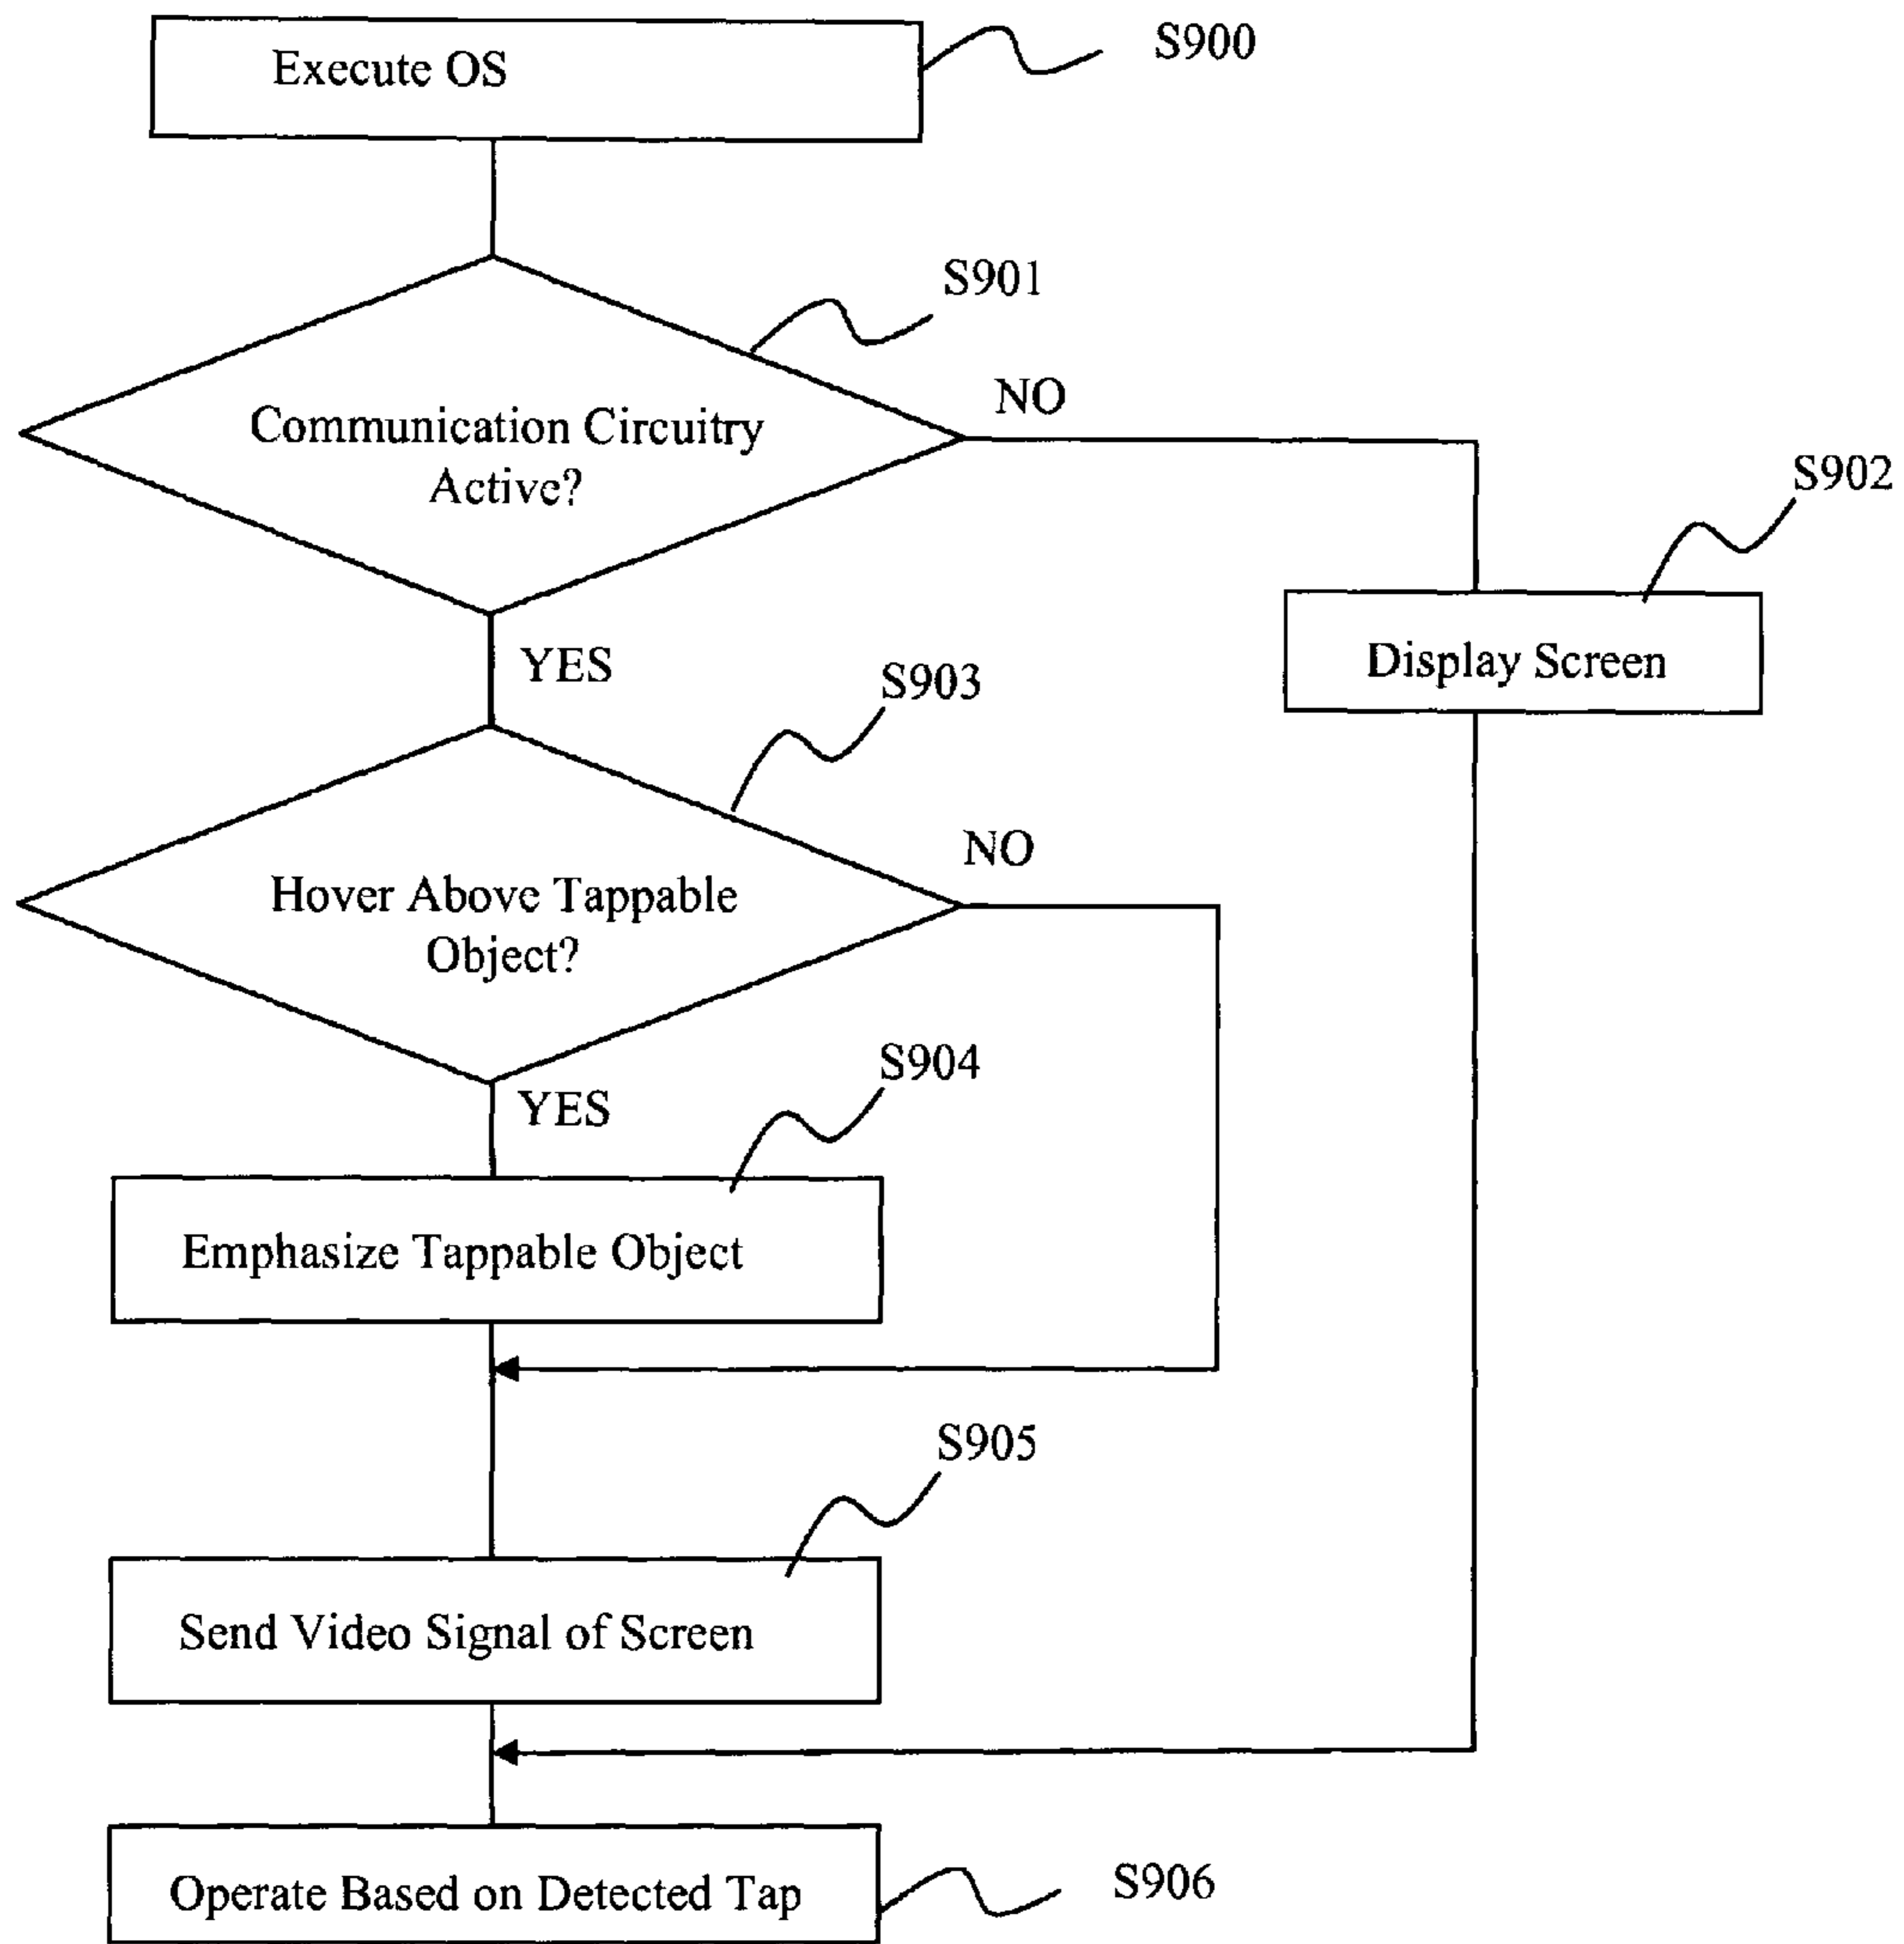 Execute OS
S900
S901
Communication Circuitry
Active?
NO
S902
Display Screen
YES
S903
NO
Hover Above Tappable
Object?
S904
YES
Emphasize Tappable Object
S905
Send Video Signal of Screen
Operate Based on Detected Tap
S906